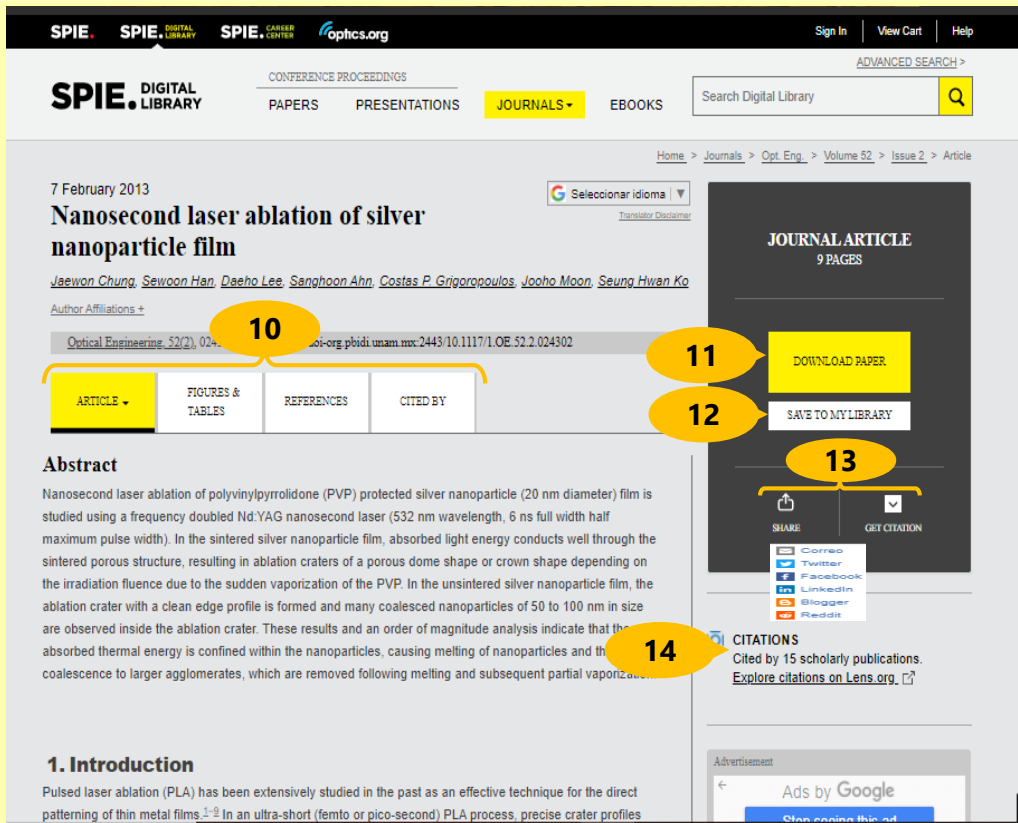 SPIE. SPIE. DIGITAL LIBRARY SPIE. CAREER CENTER optics.org Sign In View Cart Help
ADVANCED SEARCH >
SPIE. DIGITAL LIBRARY
CONFERENCE PROCEEDINGS
PAPERS PRESENTATIONS JOURNALS EBOOKS
Search Digital Library
Home > Journals > Opt. Eng. > Volume 52 > Issue 2 > Article
7 February 2013
G Seleccionar idioma
Translator Disclaimer
Nanosecond laser ablation of silver
nanoparticle film
Jaewon Chung, Sewoon Han, Daeho Lee, Sanghoon Ahn, Costas P. Grigoropoulos, Jooho Moon, Seung Hwan Ko
Author Affiliations +
10
Optical Engineering, 52(2), 024 oi-org.pbidi.unam.mx:2443/10.1117/1.OE.52.2.024302
ARTICLE
FIGURES &
TABLES
REFERENCES
CITED BY
Abstract
Nanosecond laser ablation of polyvinylpyrrolidone (PVP) protected silver nanoparticle (20 nm diameter) film is
studied using a frequency doubled Nd:YAG nanosecond laser (532 nm wavelength, 6 ns full width half
maximum pulse width). In the sintered silver nanoparticle film, absorbed light energy conducts well through the
sintered porous structure, resulting in ablation craters of a porous dome shape or crown shape depending on
the irradiation fluence due to the sudden vaporization of the PVP. In the unsintered silver nanoparticle film, the
ablation crater with a clean edge profile is formed and many coalesced nanoparticles of 50 to 100 nm in size
are observed inside the ablation crater. These results and an order of magnitude analysis indicate that the
absorbed thermal energy is confined within the nanoparticles, causing melting of nanoparticles and th
coalescence to larger agglomerates, which are removed following melting and subsequent partial vaporization.
1. Introduction
Pulsed laser ablation (PLA) has been extensively studied in the past as an effective technique for the direct
patterning of thin metal films.1–9 In an ultra-short (femto or pico-second) PLA process, precise crater profiles
JOURNAL ARTICLE
9 PAGES
11
DOWNLOAD PAPER
12
SAVE TO MY LIBRARY
13
SHARE
GET CITATION
Correo
Twitter
Facebook
LinkedIn
Blogger
Reddit
14
CITATIONS
Cited by 15 scholarly publications.
Explore citations on Lens.org
Advertisement
Ads by Google
Stop seeing this ad